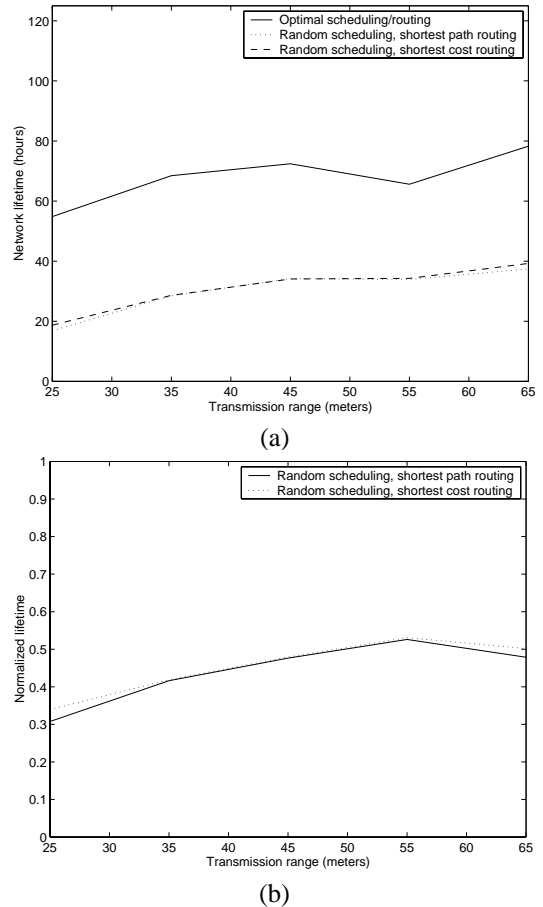 120
100
80
60
40
20
0
Network lifetime (hours)
Optimal scheduling/routing
Random scheduling, shortest path routing
Random scheduling, shortest cost routing
25 30 35 40 45 50 55 60 65
Transmission range (meters)
(a)
1
0.9
0.8
0.7
0.6
0.5
0.4
0.3
0.2
0.1
0
Normalized lifetime
Random scheduling, shortest path routing
Random scheduling, shortest cost routing
25 30 35 40 45 50 55 60 65
Transmission range (meters)
(b)